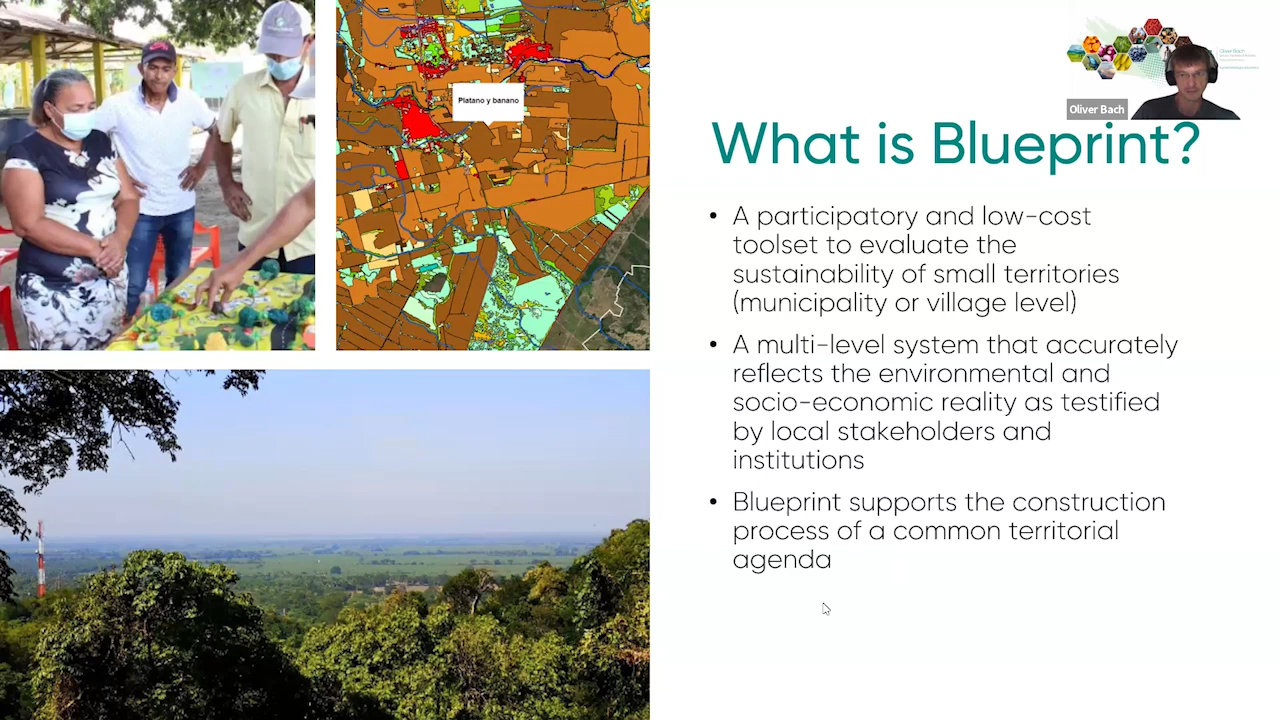 Platano y banano
Oliver Bach
Oliver Bach
What is Blueprint?
• A participatory and low-cost
toolset to evaluate the
sustainability of small territories
(municipality or village level)
• A multi-level system that accurately
reflects the environmental and
socio-economic reality as testified
by local stakeholders and
institutions
• Blueprint supports the construction
process of a common territorial
agenda